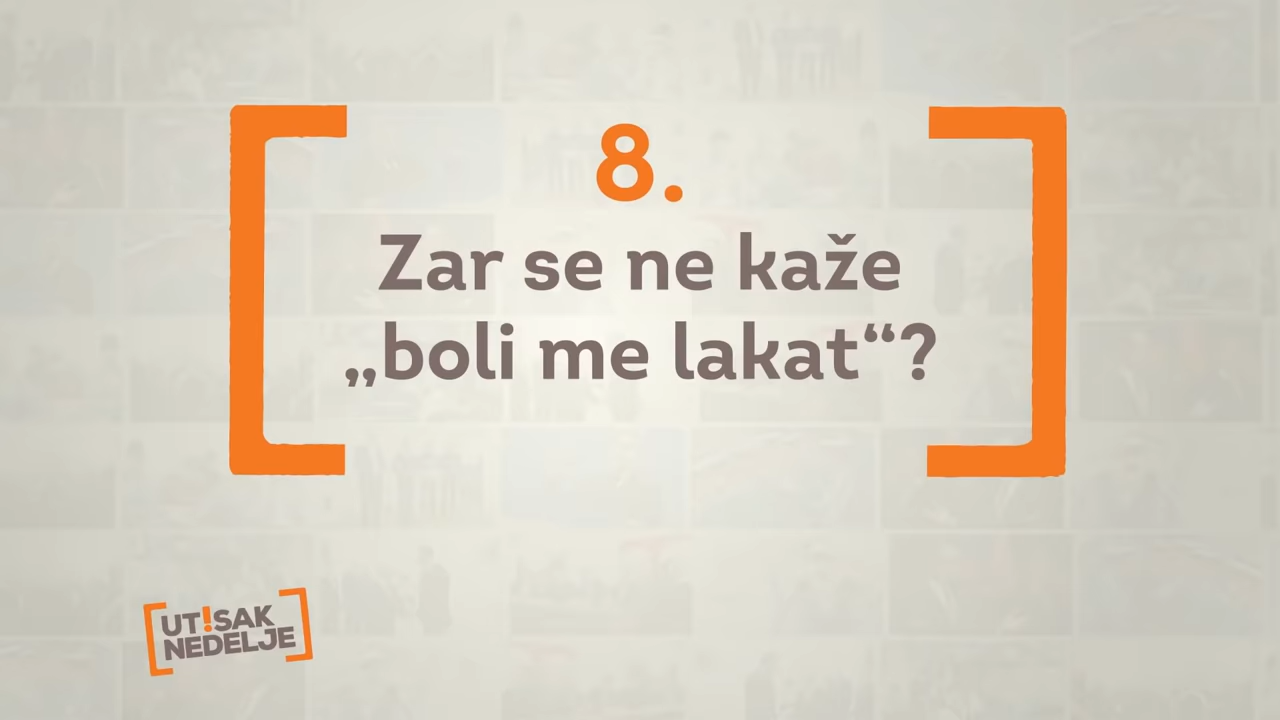 8.
Zar se ne kaže
„boli me lakat“?
UT!SAK
NEDELJE